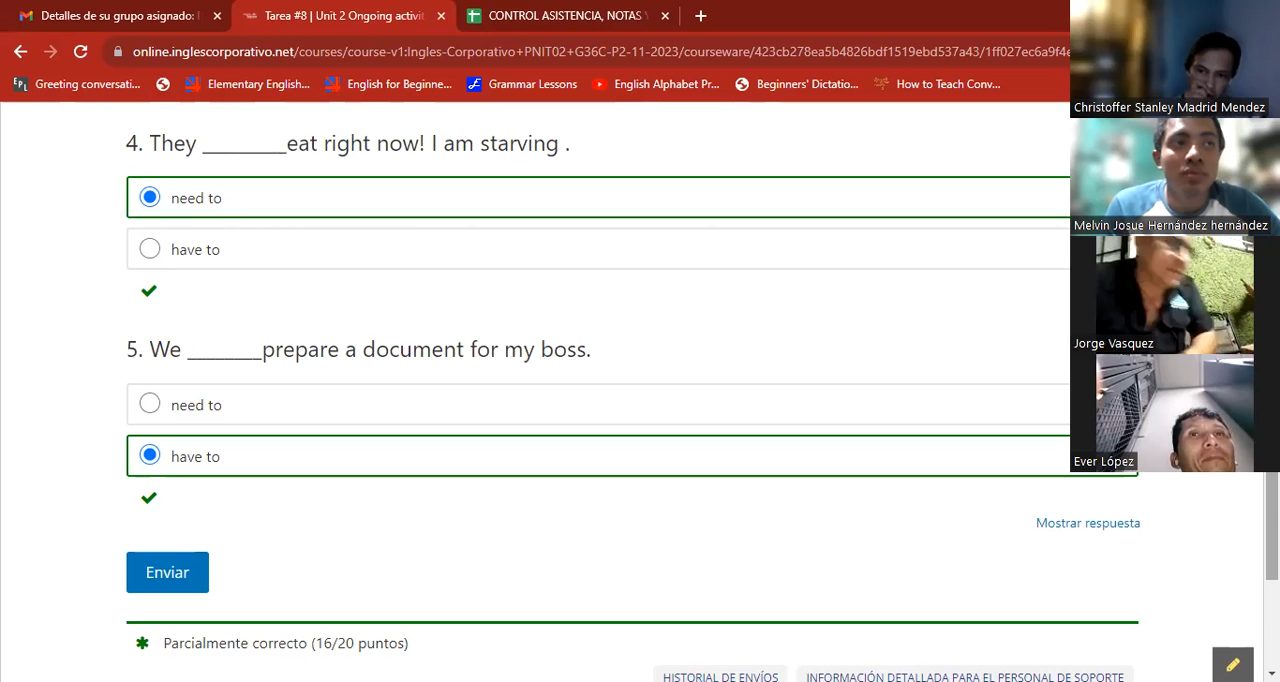 Detalles de su grupo asignado:
Tarea #8 | Unit 2 Ongoing activit
CONTROL ASISTENCIA, NOTAS
online.inglescorporativo.net/courses/course-v1:Ingles-Corporativo+PNIT02+G36C-P2-11-2023/courseware/423cb278ea5b4826bdf1519ebd537a43/1ff027ec6a9f4e
Greeting conversati...
Elementary English...
English for Beginne...
Grammar Lessons
English Alphabet Pr...
Beginners' Dictatio...
How to Teach Conv...
Christoffer Stanley Madrid Mendez
4. They _________eat right now! I am starving .
need to
have to
Melvin Josue Hernández hernández
5. We ________prepare a document for my boss.
Jorge Vasquez
need to
have to
Ever López
Mostrar respuesta
Enviar
Parcialmente correcto (16/20 puntos)
HISTORIAL DE ENVÍOS
INFORMACIÓN DETALLADA PARA EL PERSONAL DE SOPORTE